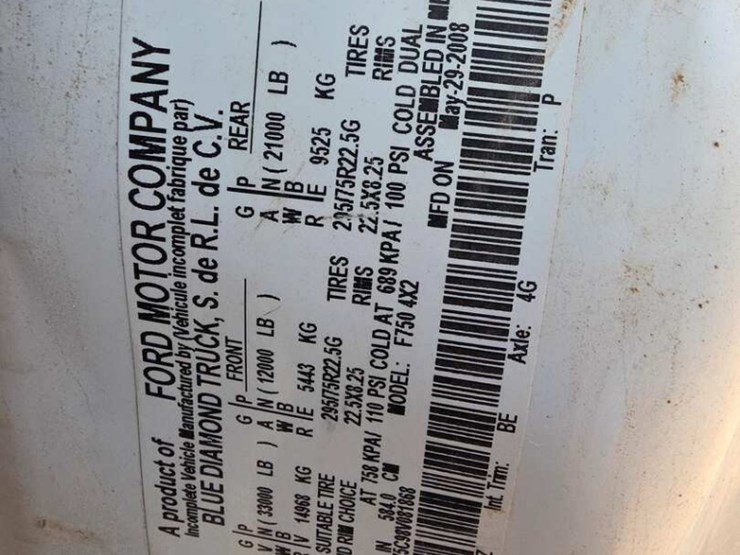 A product of FORD MOTOR COMPANY
Incomplete Vehicle Manufactured by (Vehicule incomplet fabrique par)
BLUE DIAMOND TRUCK, S. de R.L. de C.V.
FRONT REAR
G P G P G P
V N ( 33000 LB ) A N ( 12000 LB ) A N ( 21000 LB )
W B W B W B
R V 14968 KG R E 5443 KG R E 9525 KG
SUITABLE TIRE 295/75R22.5G TIRES 295/75R22.5G TIRES
RIM CHOICE 22.5X8.25 RIMS 22.5X8.25 RIMS
AT 758 KPA/ 110 PSI COLD AT 689 KPA/ 100 PSI COLD DUAL
IN 584.0 CM MODEL: F750 4X2 ASSEMBLED IN
5C98V081868 MFD ON May-29-2008
Int. Trim: BE Axle: 4G Tran: P